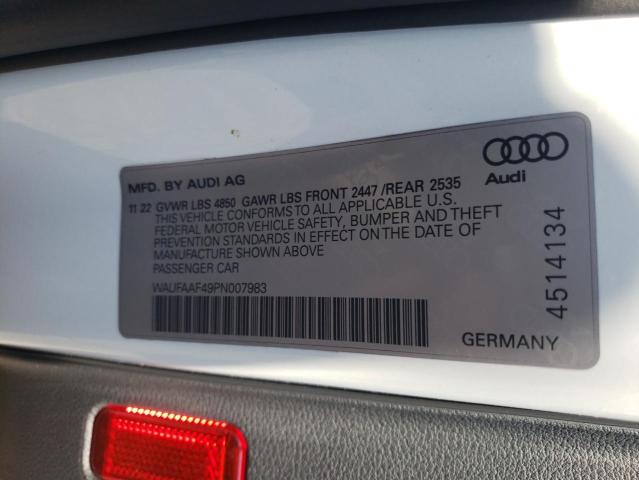 MFD. BY AUDI AG
11 22 GVWR LBS 4850 GAWR LBS FRONT 2447 /REAR 2535
THIS VEHICLE CONFORMS TO ALL APPLICABLE U.S.
FEDERAL MOTOR VEHICLE SAFETY, BUMPER AND THEFT
PREVENTION STANDARDS IN EFFECT ON THE DATE OF
MANUFACTURE SHOWN ABOVE
PASSENGER CAR
WAUFAAF49PN007983
Audi
4514134
GERMANY